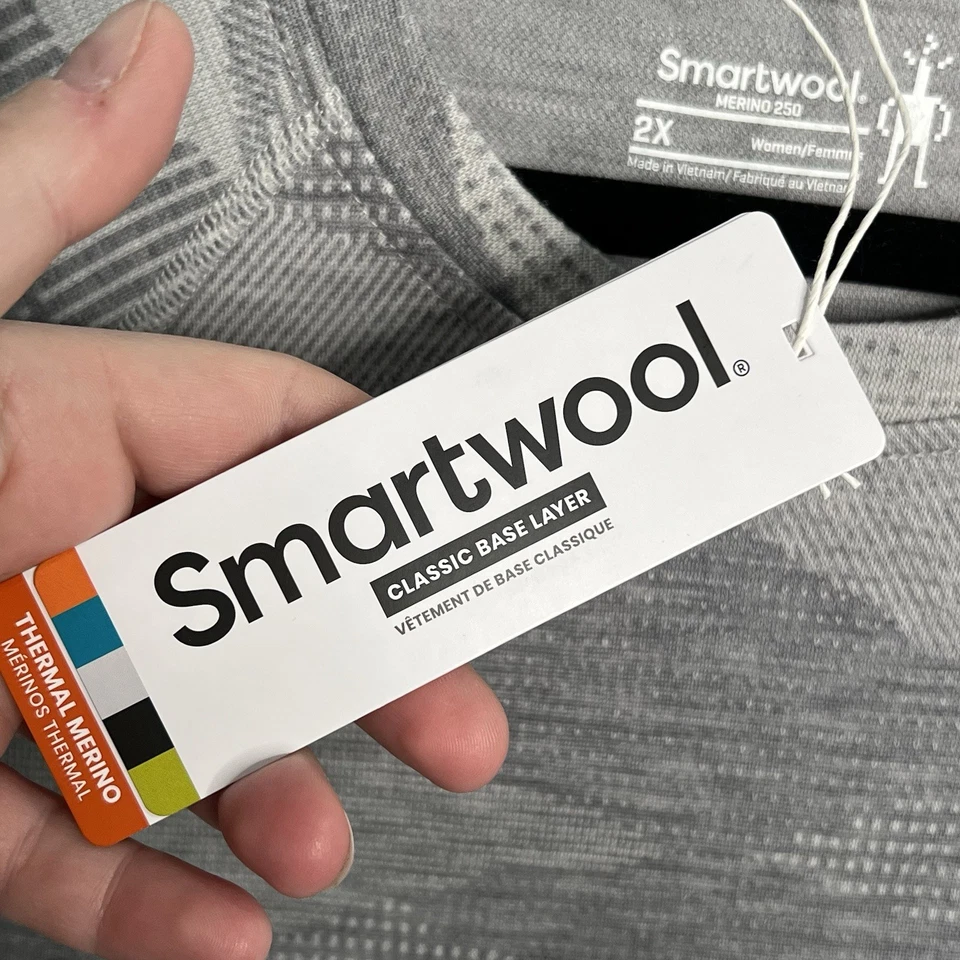 Smartwool®
MERINO 250
2X
Women/Femme
Made in Vietnam/Fabriqué au Vietnam
Smartwool®
CLASSIC BASE LAYER
VÊTEMENT DE BASE CLASSIQUE
THERMAL MERINO
MÉRINOS THERMAL